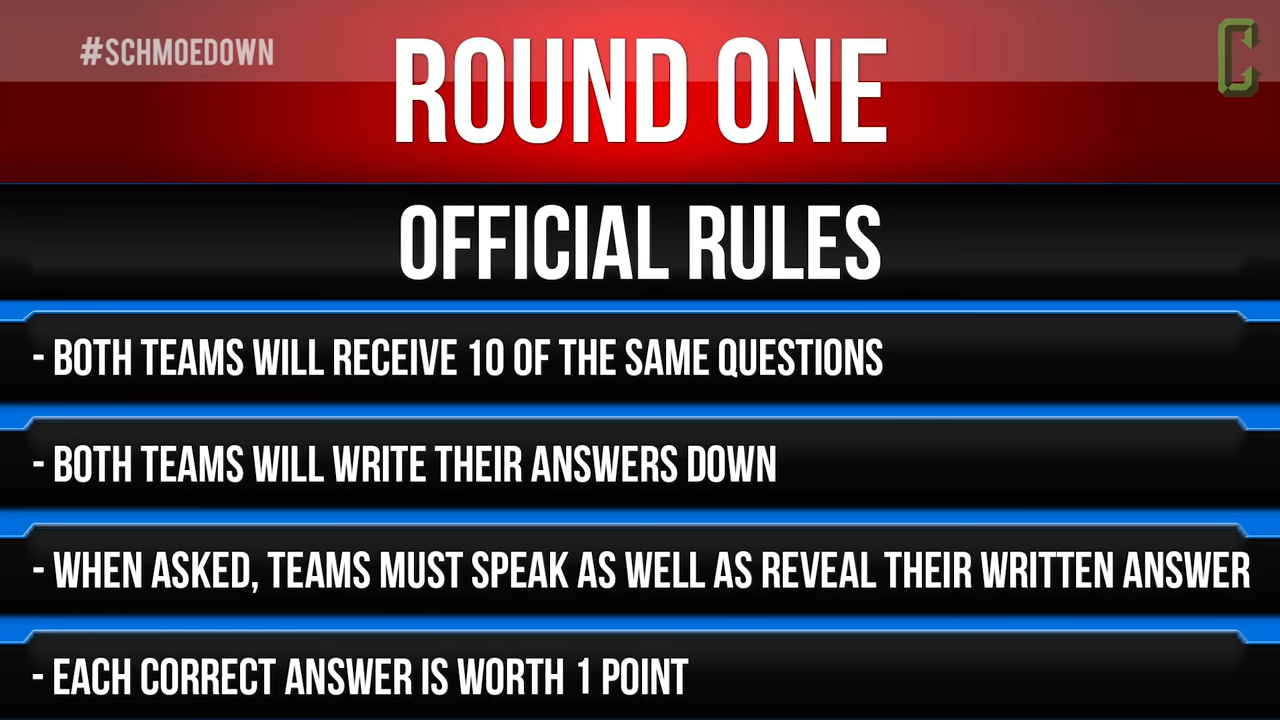 #SCHMOEDOWN
ROUND ONE
OFFICIAL RULES
- BOTH TEAMS WILL RECEIVE 10 OF THE SAME QUESTIONS
- BOTH TEAMS WILL WRITE THEIR ANSWERS DOWN
- WHEN ASKED, TEAMS MUST SPEAK AS WELL AS REVEAL THEIR WRITTEN ANSWER
- EACH CORRECT ANSWER IS WORTH 1 POINT